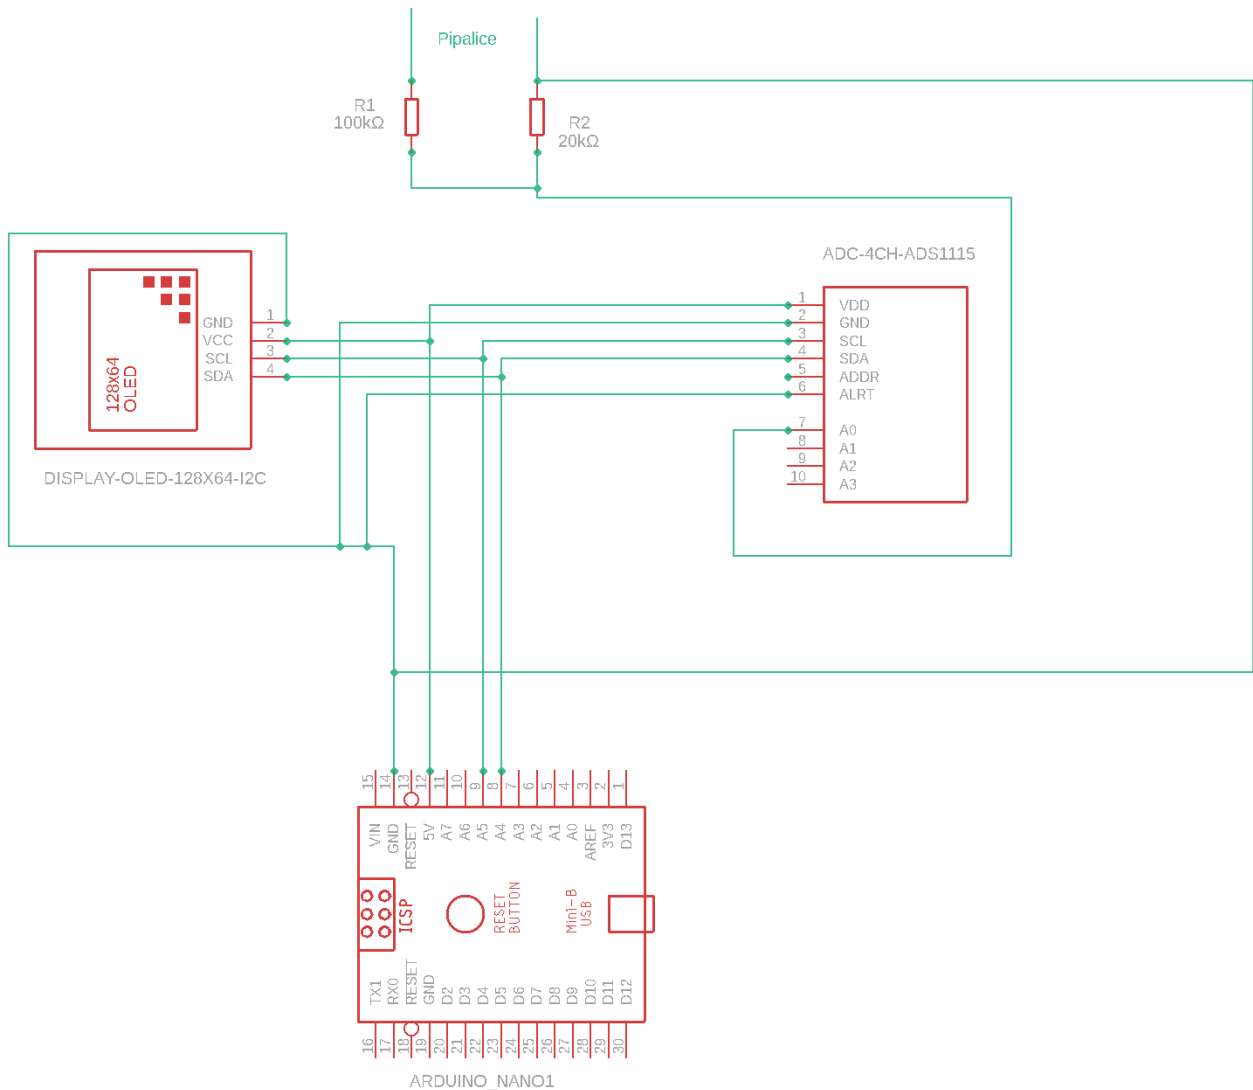 Pipalice
R1
100kΩ
R2
20kΩ
ADC-4CH-ADS1115
1 VDD
2 GND
3 SCL
4 SDA
5 ADDR
6 ALRT
7 A0
8 A1
9 A2
10 A3
GND 1
VCC 2
SCL 3
SDA 4
128x64
OLED
DISPLAY-OLED-128X64-I2C
15 14 13 12 11 10 9 8 7 6 5 4 3 2 1
VIN GND RESET 5V A7 A6 A5 A4 A3 A2 A1 A0 AREF 3V3 D13
ICSP
RESET
BUTTON
Mini-B
USB
TX1 RX0 RESET GND D2 D3 D4 D5 D6 D7 D8 D9 D10 D11 D12
16 17 18 19 20 21 22 23 24 25 26 27 28 29 30
ARDUINO_NANO1